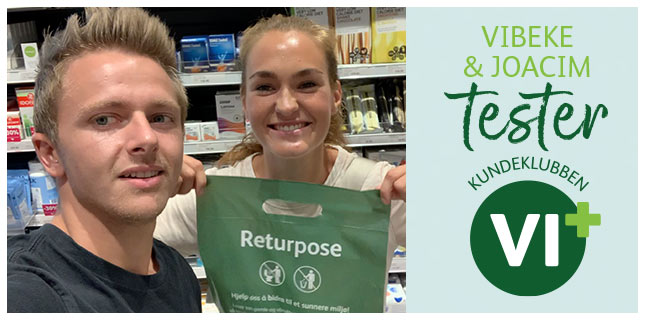 VIBEKE
& JOACIM
tester
KUNDEKLUBBEN
VI+
Returpose
Hjelp oss å bidra til et sunnere miljø!